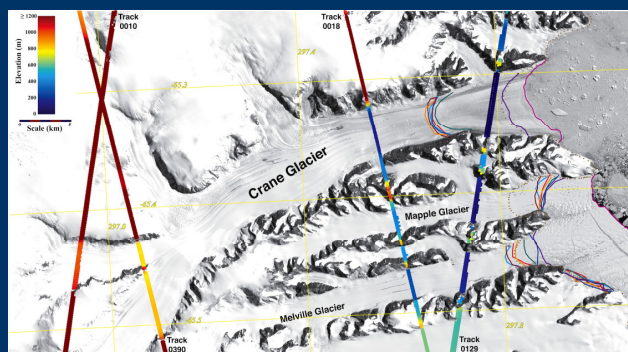 ≥ 1200
1000
800
600
400
200
0
Elevation (m)
Scale (km)
Track
0010
Track
0018
297.4
-65.3
Crane Glacier
-65.4
297.0
Mapple Glacier
Melville Glacier
-65.5
Track
0390
Track
0129
297.8